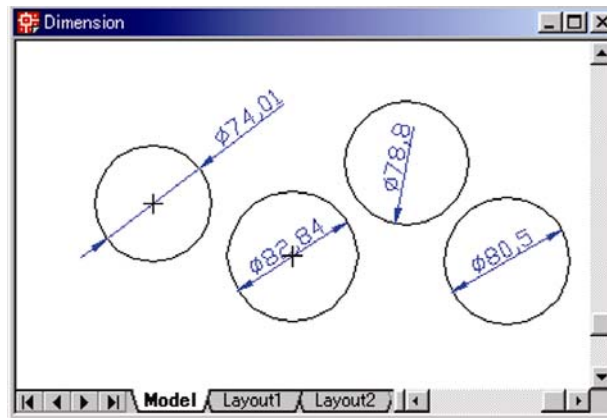 Dimension
ø74,01
ø78,8
ø82,84
ø80,5
Model Layout1 Layout2